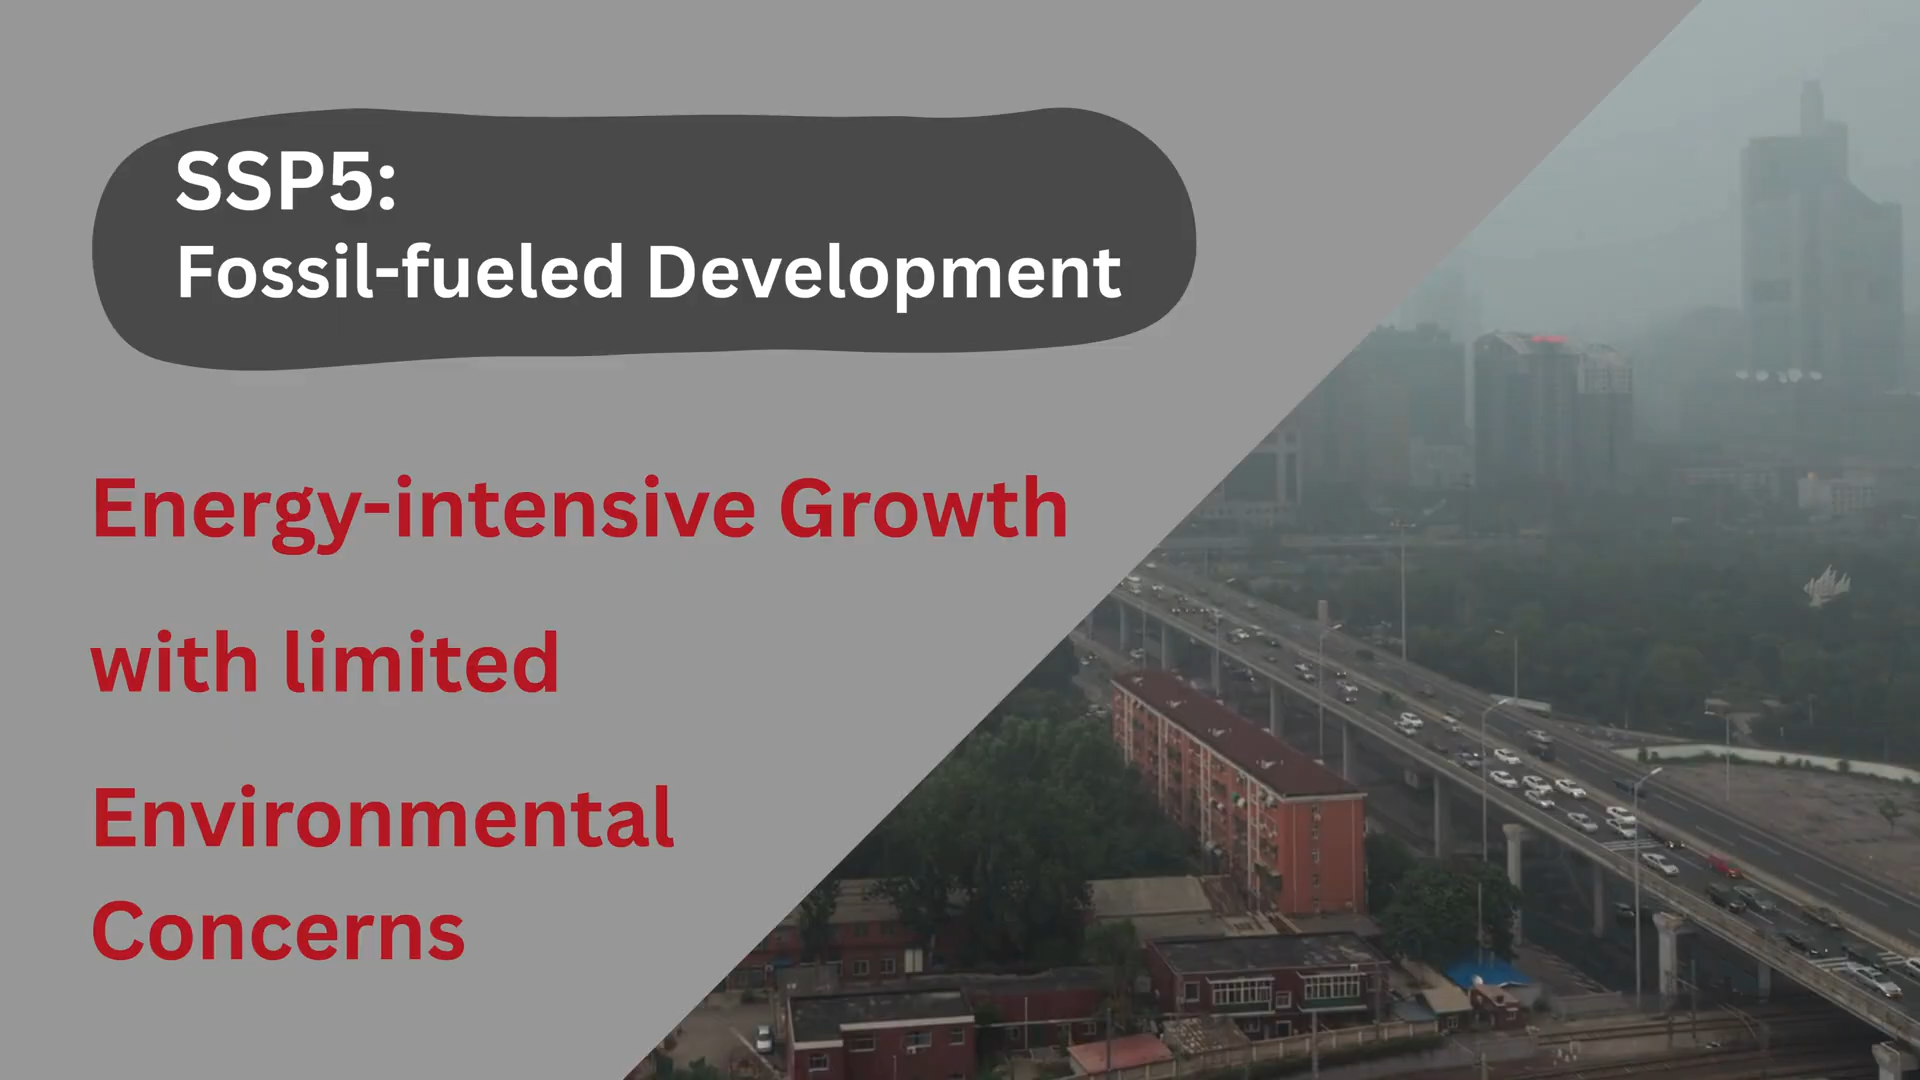 SSP5:
Fossil-fueled Development
Energy-intensive Growth
with limited
Environmental
Concerns